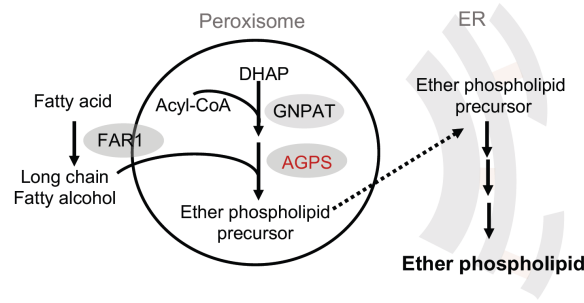 Peroxisome
ER
DHAP
Acyl-CoA
GNPAT
Fatty acid
FAR1
AGPS
Long chain
Fatty alcohol
Ether phospholipid
precursor
Ether phospholipid
precursor
Ether phospholipid